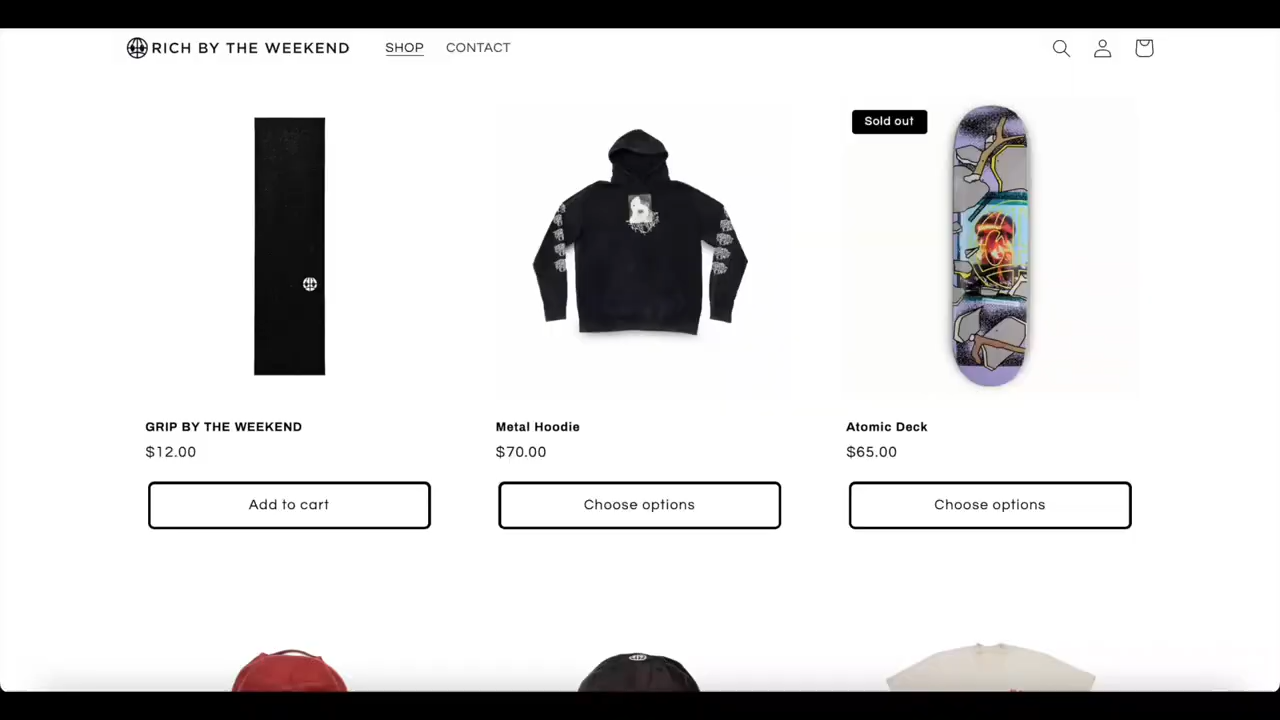 RICH BY THE WEEKEND SHOP CONTACT
Sold out
GRIP BY THE WEEKEND
$12.00
Add to cart
Metal Hoodie
$70.00
Choose options
Atomic Deck
$65.00
Choose options